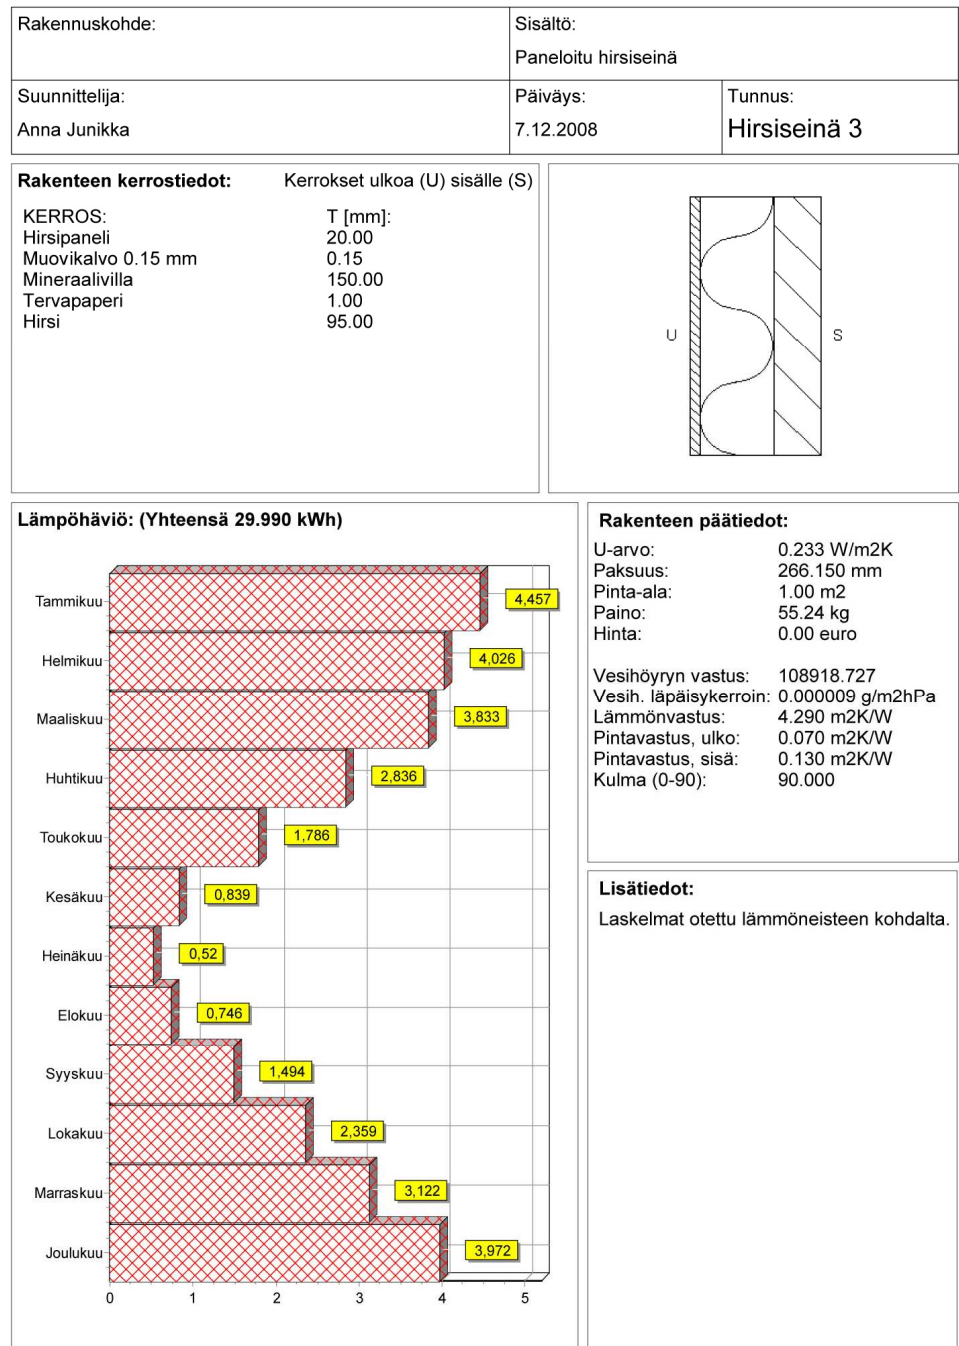 Rakennuskohde:
Sisältö:
Paneloitu hirsiseinä
Suunnittelija:
Anna Junikka
Päiväys:
7.12.2008
Tunnus:
Hirsiseinä 3
Rakenteen kerrostiedot: Kerrokset ulkoa (U) sisälle (S)
KERROS: T [mm]:
Hirsipaneli 20.00
Muovikalvo 0.15 mm 0.15
Mineraalivilla 150.00
Tervapaperi 1.00
Hirsi 95.00
U S
Lämpöhäviö: (Yhteensä 29.990 kWh)
Tammikuu 4,457
Helmikuu 4,026
Maaliskuu 3,833
Huhtikuu 2,836
Toukokuu 1,786
Kesäkuu 0,839
Heinäkuu 0,52
Elokuu 0,746
Syyskuu 1,494
Lokakuu 2,359
Marraskuu 3,122
Joulukuu 3,972
0 1 2 3 4 5
Rakenteen päätiedot:
U-arvo: 0.233 W/m2K
Paksuus: 266.150 mm
Pinta-ala: 1.00 m2
Paino: 55.24 kg
Hinta: 0.00 euro
Vesihöyryn vastus: 108918.727
Vesih. läpäisykerroin: 0.000009 g/m2hPa
Lämmönvastus: 4.290 m2K/W
Pintavastus, ulko: 0.070 m2K/W
Pintavastus, sisä: 0.130 m2K/W
Kulma (0-90): 90.000
Lisätiedot:
Laskelmat otettu lämmöneisteen kohdalta.